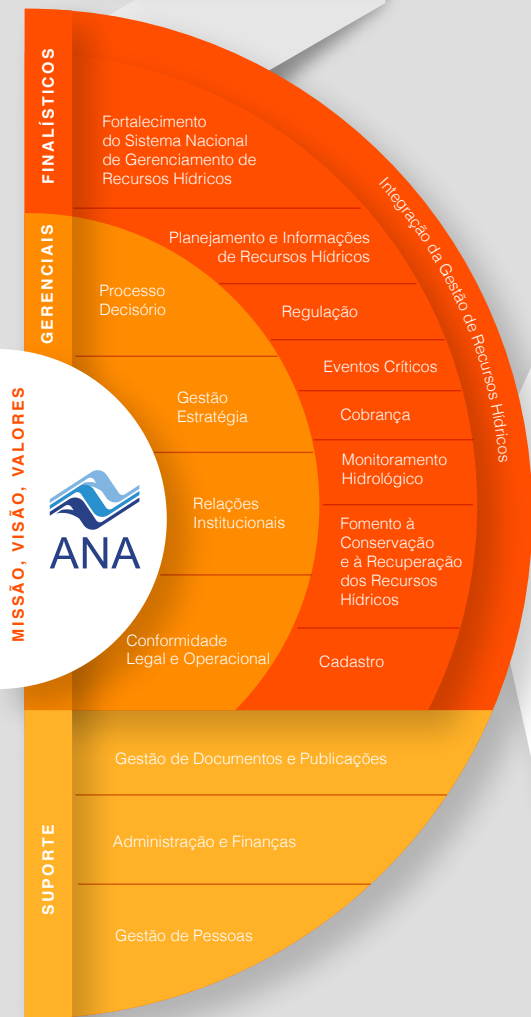 FINALÍSTICOS
Fortalecimento
do Sistema Nacional
de Gerenciamento de
Recursos Hídricos
Planejamento e Informações
de Recursos Hídricos
Regulação
Eventos Críticos
Cobrança
Monitoramento
Hidrológico
Fomento à
Conservação
e à Recuperação
dos Recursos
Hídricos
Cadastro
Integração da Gestão de Recursos Hídricos
GERENCIAIS
Processo
Decisório
Gestão
Estratégia
Relações
Institucionais
Conformidade
Legal e Operacional
MISSÃO, VISÃO, VALORES
ANA
SUPORTE
Gestão de Documentos e Publicações
Administração e Finanças
Gestão de Pessoas